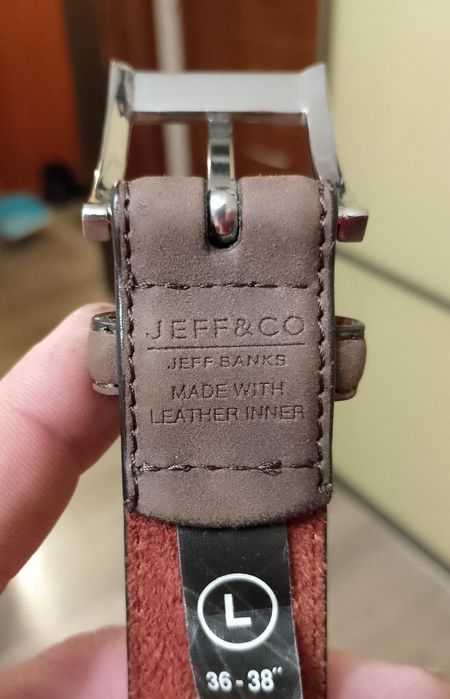 JEFF&CO
JEFF BANKS
MADE WITH
LEATHER INNER
L
36-38"